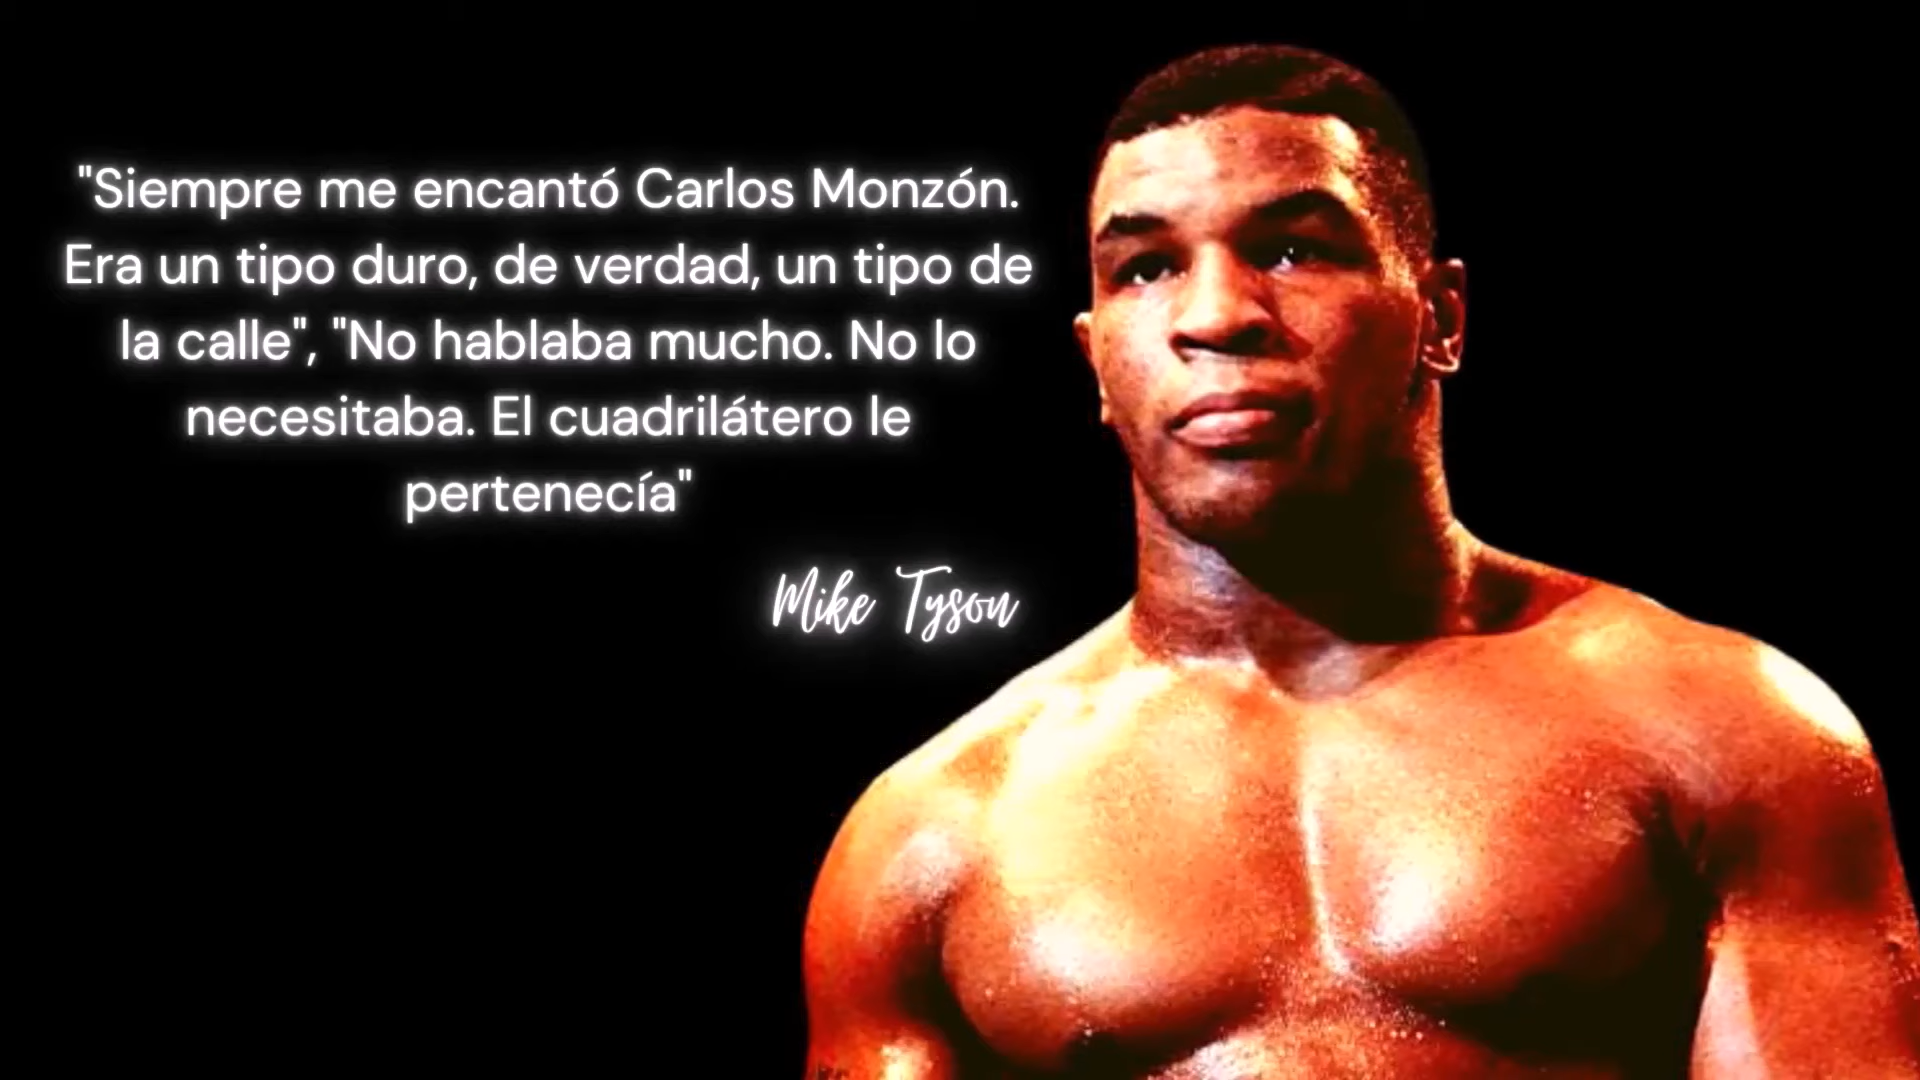 "Siempre me encantó Carlos Monzón.
Era un tipo duro, de verdad, un tipo de
la calle", "No hablaba mucho. No lo
necesitaba. El cuadrilátero le
pertenecía"
Mike Tyson